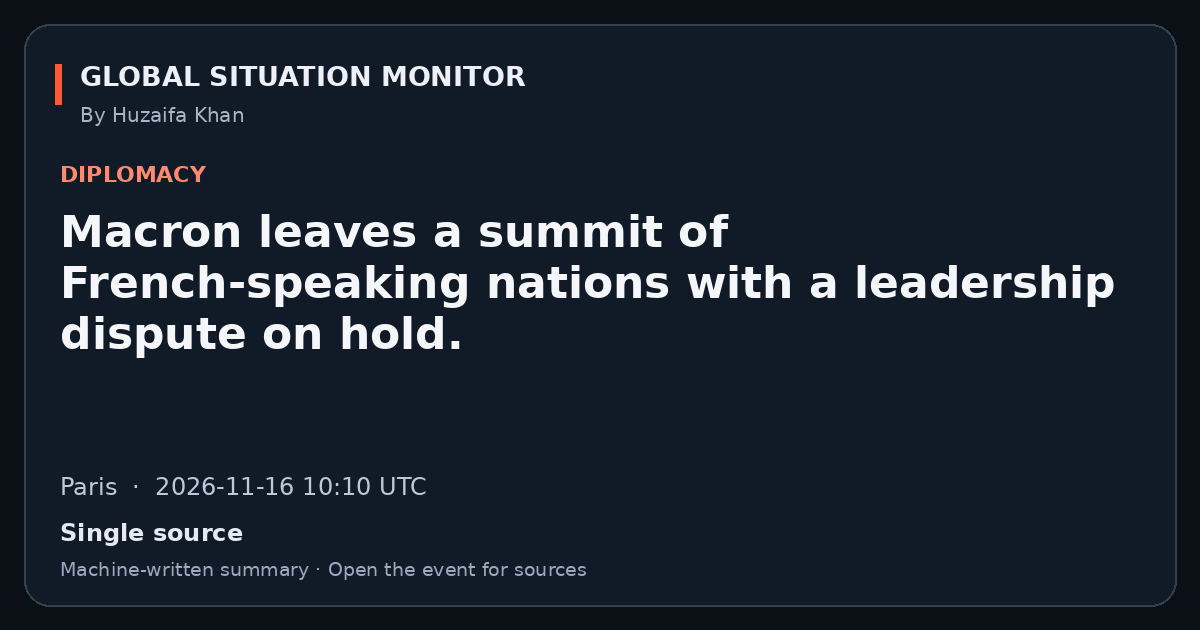 GLOBAL SITUATION MONITOR
By Huzaifa Khan
DIPLOMACY
Macron leaves a summit of
French-speaking nations with a leadership
dispute on hold.
Paris · 2026-11-16 10:10 UTC
Single source
Machine-written summary · Open the event for sources